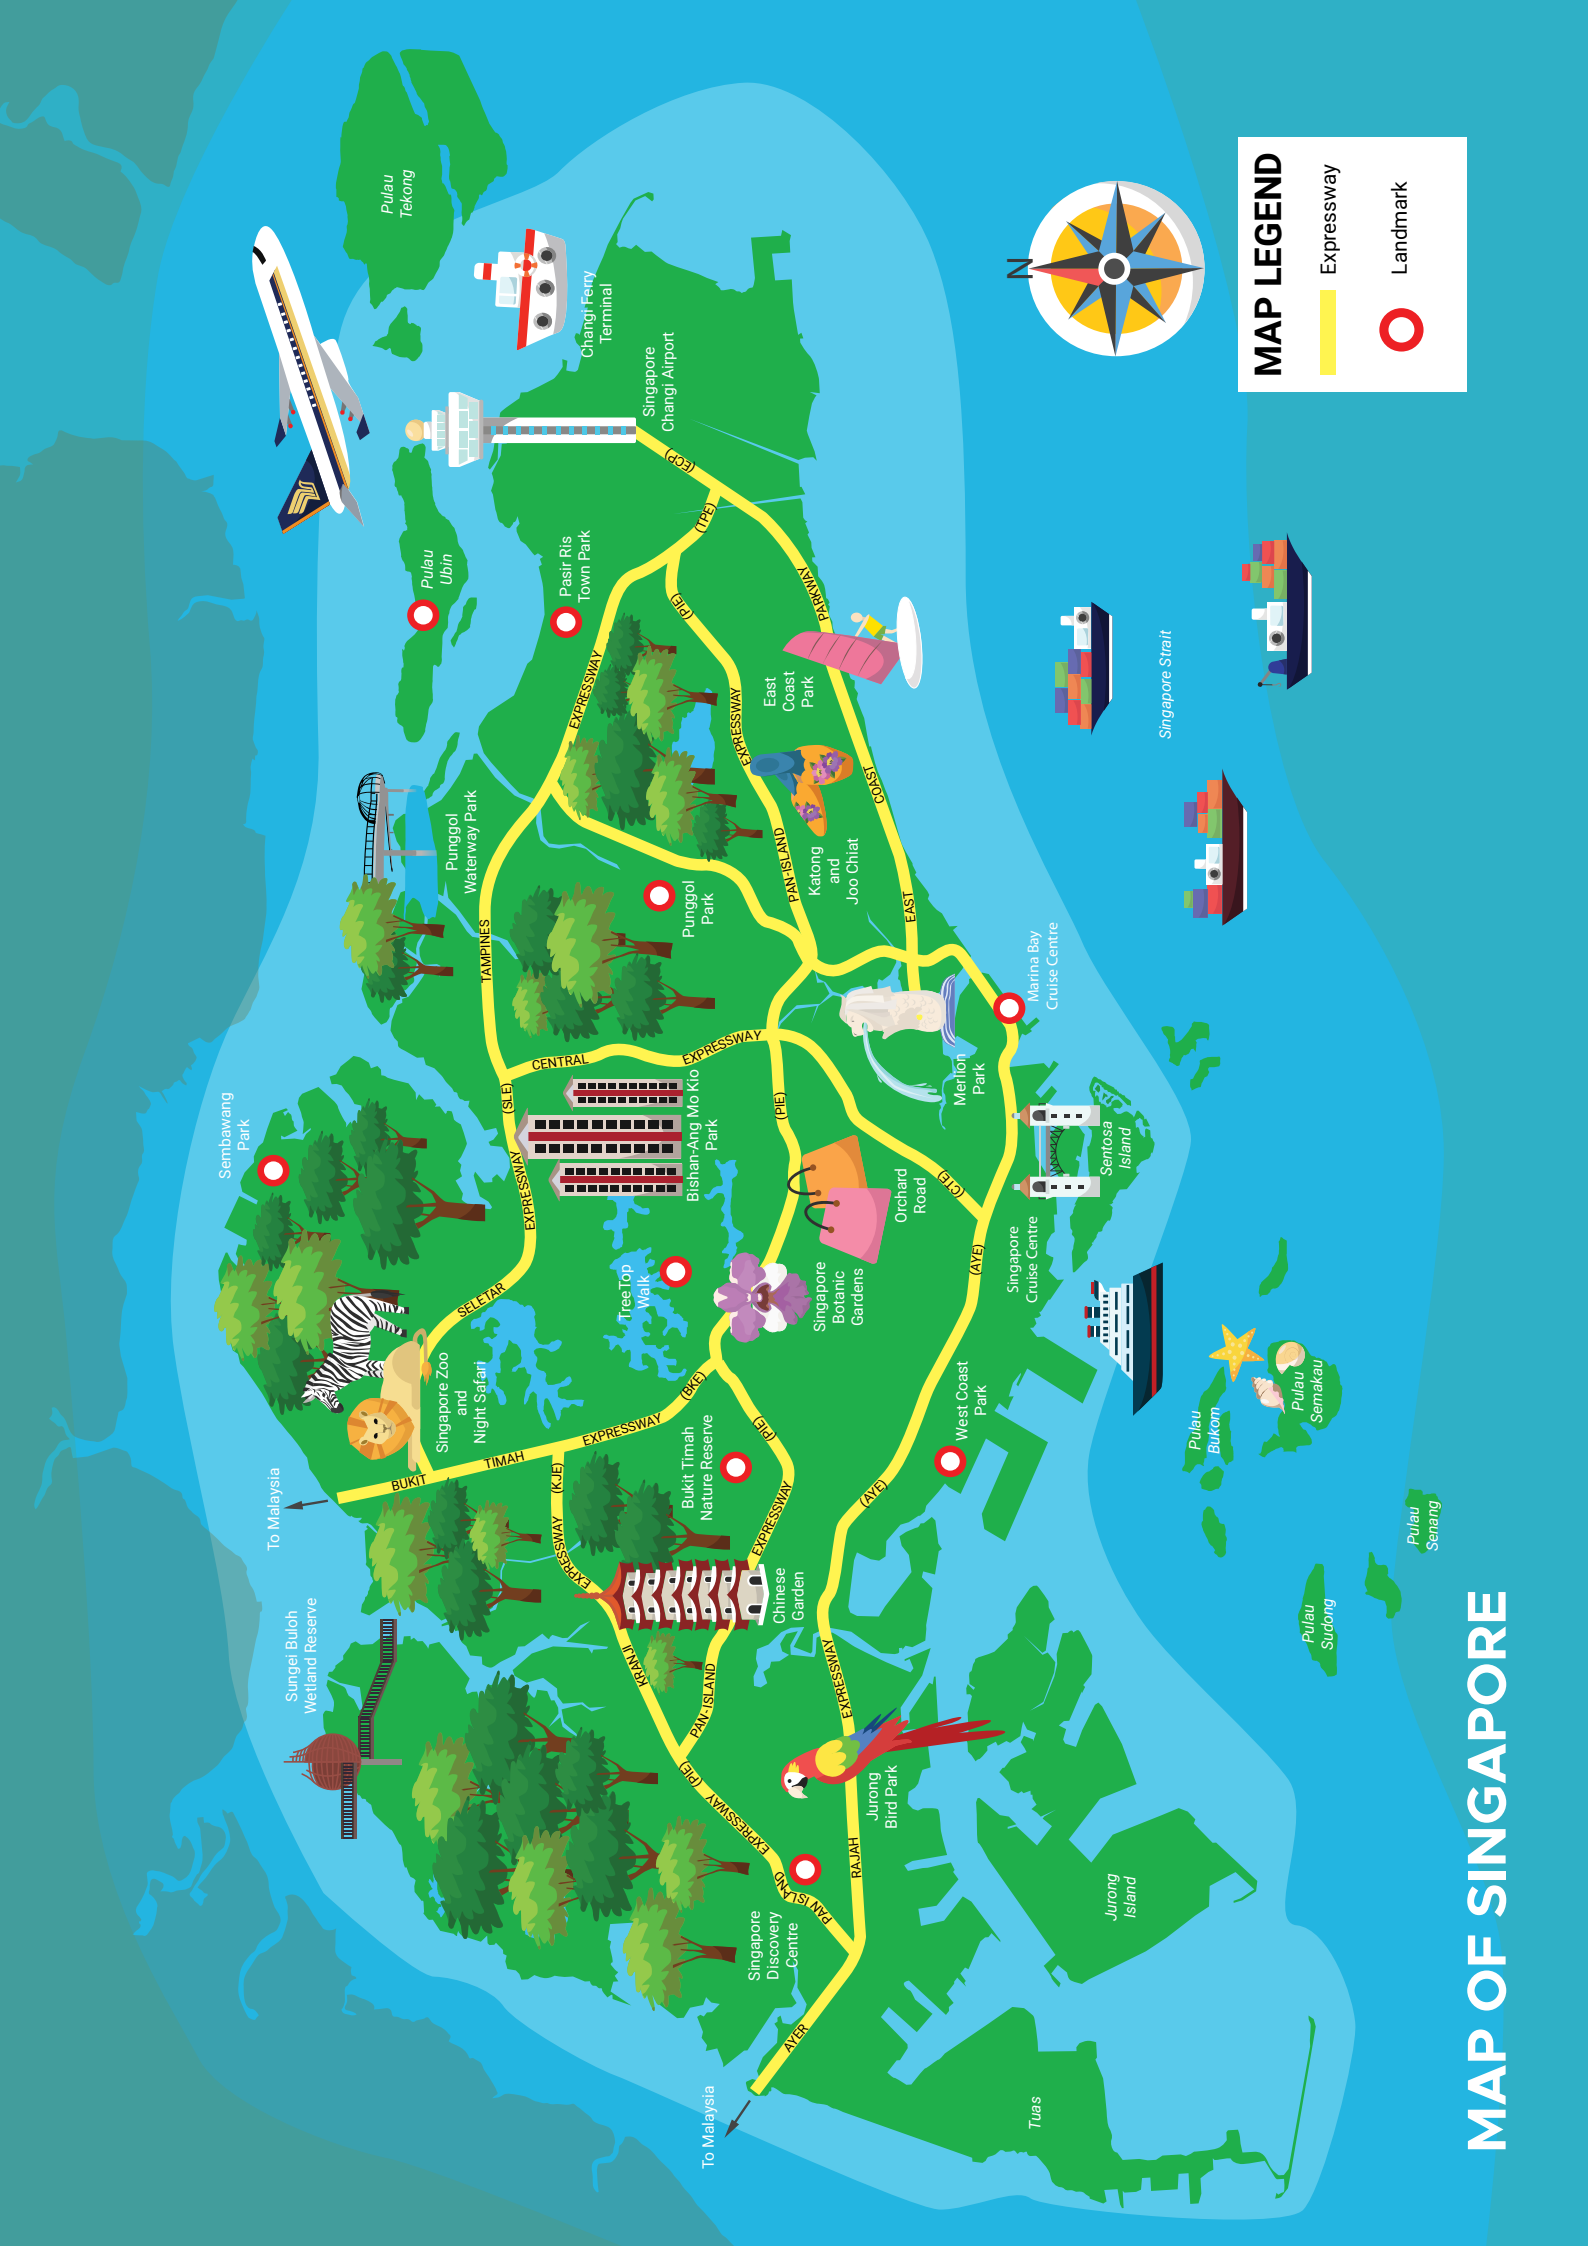 To Malaysia
Sungei Buloh
Wetland Reserve
To Malaysia
Sembawang
Park
Singapore Zoo
and
Night Safari
Punggol
Waterway Park
Pulau
Ubin
Pulau
Tekong
Changi Ferry
Terminal
Singapore
Changi Airport
Pasir Ris
Town Park
Punggol
Park
Bishan-Ang Mo Kio
Park
TreeTop
Walk
Bukit Timah
Nature Reserve
Chinese
Garden
Singapore
Discovery
Centre
Jurong
Bird Park
Singapore
Botanic
Gardens
Orchard
Road
Katong
and
Joo Chiat
East
Coast
Park
Merlion
Park
Marina Bay
Cruise Centre
Sentosa
Island
Singapore
Cruise Centre
West Coast
Park
Jurong
Island
Tuas
Pulau
Bukom
Pulau
Semakau
Pulau
Sudong
Pulau
Senang
Singapore Strait
BUKIT TIMAH EXPRESSWAY (BKE)
SELETAR EXPRESSWAY (SLE)
TAMPINES EXPRESSWAY (TPE)
CENTRAL EXPRESSWAY (CTE)
KRANJI EXPRESSWAY (KJE)
PAN ISLAND EXPRESSWAY (PIE)
PAN-ISLAND EXPRESSWAY (PIE)
(PIE)
PAN-ISLAND EXPRESSWAY (PIE)
AYER RAJAH EXPRESSWAY (AYE)
(AYE)
EAST COAST PARKWAY (ECP)
N
MAP LEGEND
Expressway
Landmark
MAP OF SINGAPORE